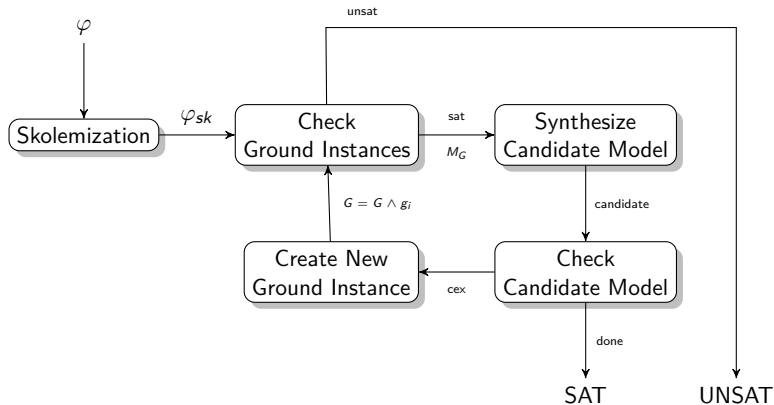 unsat
φ
Skolemization
φsk
Check
Ground Instances
sat
MG
Synthesize
Candidate Model
G = G ∧ gi
candidate
Create New
Ground Instance
cex
Check
Candidate Model
done
SAT
UNSAT